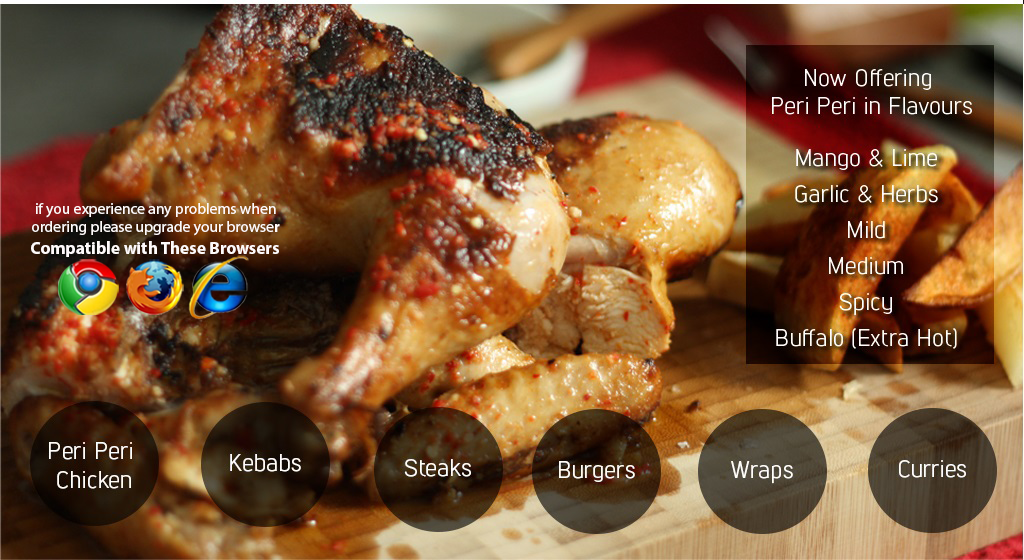 Now Offering
Peri Peri in Flavours
Mango & Lime
Garlic & Herbs
Mild
Medium
Spicy
Buffalo (Extra Hot)
if you experience any problems when
ordering please upgrade your browser
Compatible with These Browsers
Peri Peri
Chicken
Kebabs
Steaks
Burgers
Wraps
Curries